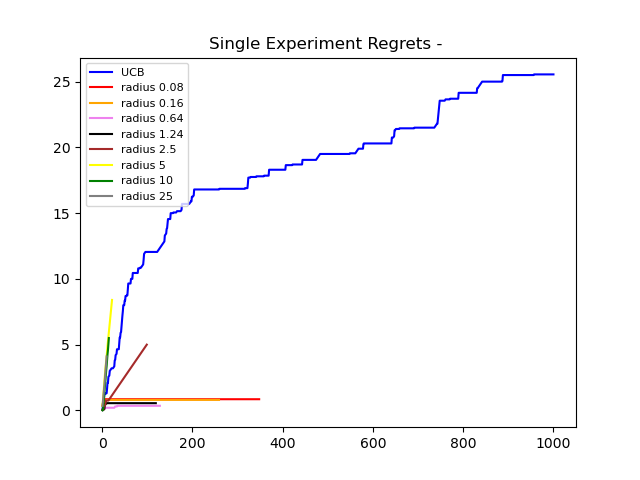 Single Experiment Regrets -
UCB
radius 0.08
radius 0.16
radius 0.64
radius 1.24
radius 2.5
radius 5
radius 10
radius 25
25
20
15
10
5
0
0 200 400 600 800 1000